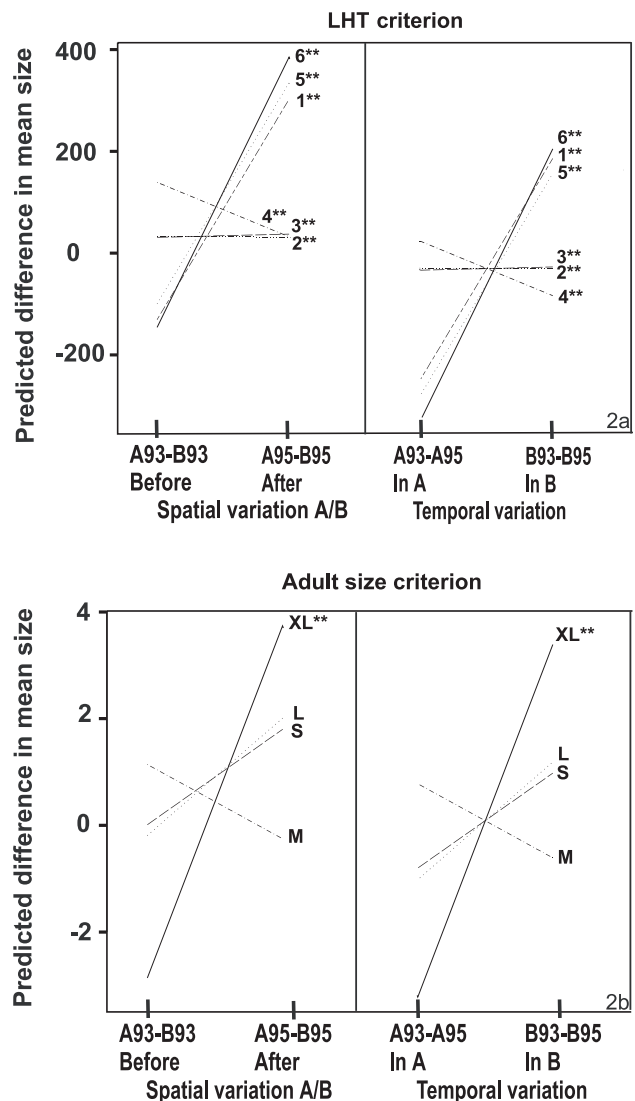 LHT criterion
Predicted difference in mean size
400
200
0
-200
6**
5**
1**
4**
3**
2**
6**
1**
5**
3**
2**
4**
2a
A93-B93 A95-B95 A93-A95 B93-B95
Before After In A In B
Spatial variation A/B Temporal variation
Adult size criterion
Predicted difference in mean size
4
2
0
-2
XL**
L
S
M
XL**
L
S
M
2b
A93-B93 A95-B95 A93-A95 B93-B95
Before After In A In B
Spatial variation A/B Temporal variation